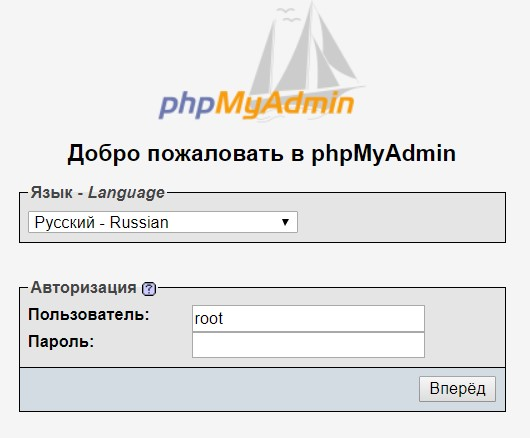 phpMyAdmin
Добро пожаловать в phpMyAdmin
Язык - Language
Русский - Russian
Авторизация ?
Пользователь: root
Пароль:
Вперёд